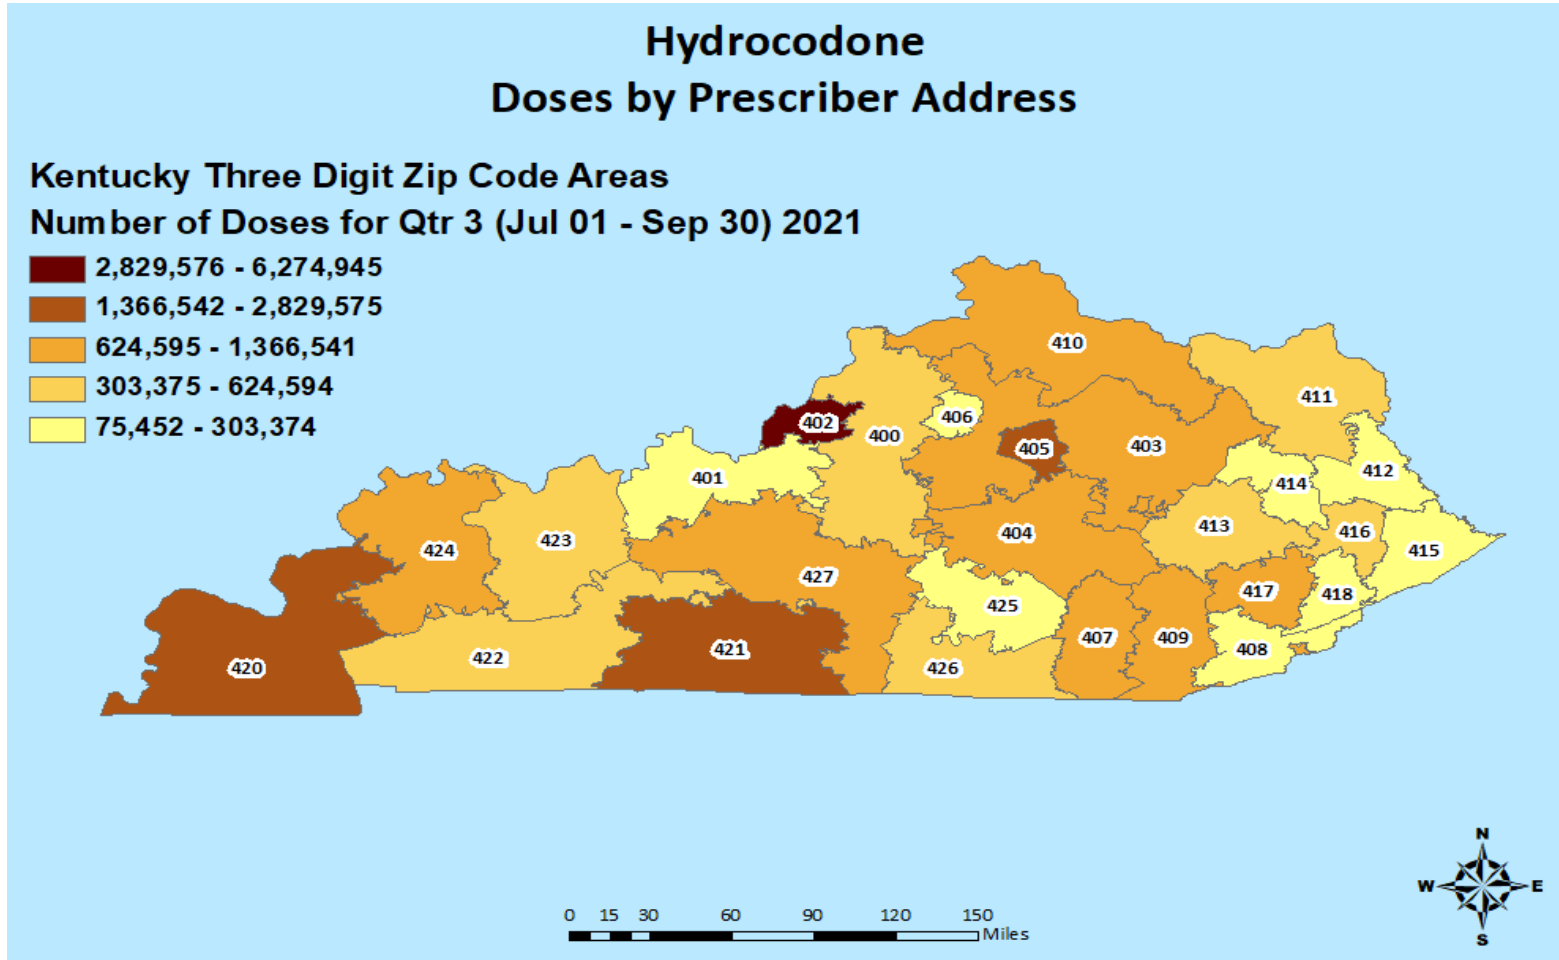 Hydrocodone
Doses by Prescriber Address
Kentucky Three Digit Zip Code Areas
Number of Doses for Qtr 3 (Jul 01 - Sep 30) 2021
2,829,576 - 6,274,945
1,366,542 - 2,829,575
624,595 - 1,366,541
303,375 - 624,594
75,452 - 303,374
410
411
406
402
400
405
403
412
401
414
413
416
404
423
424
415
427
417
418
425
407
409
421
408
422
420
426
N
W E
S
0 15 30 60 90 120 150
Miles